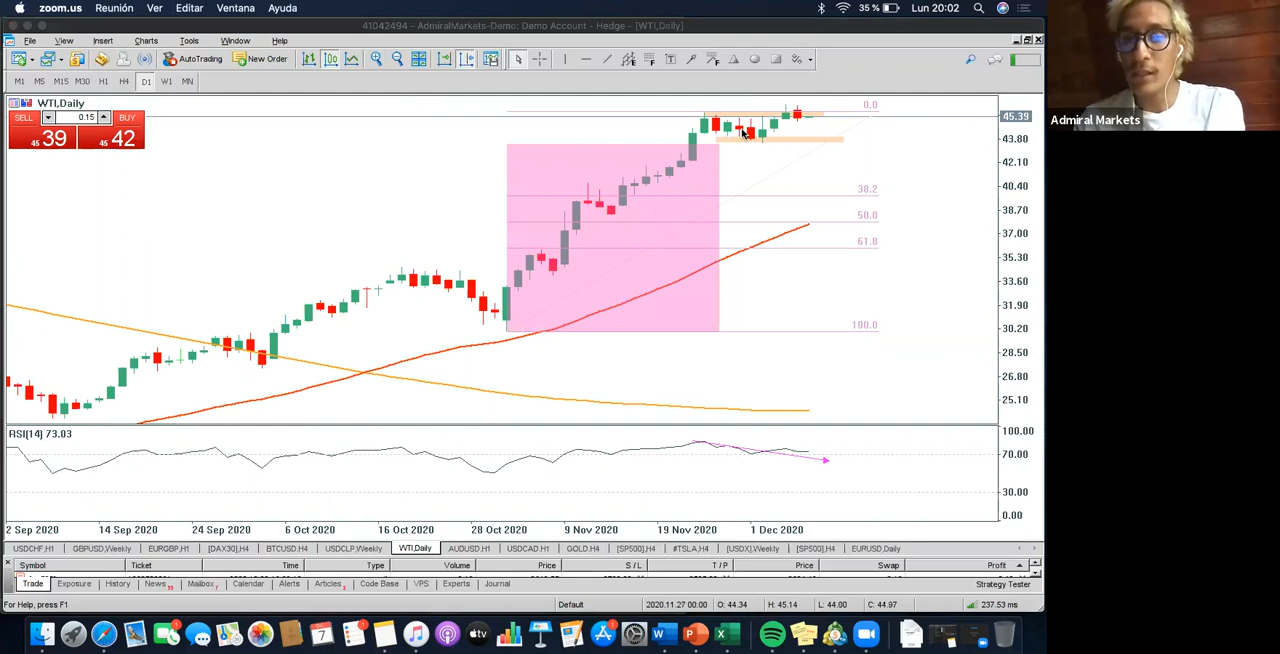 zoom.us Reunión Ver Editar Ventana Ayuda 35 % Lun 20:02
41042494 - AdmiralMarkets-Demo: Demo Account - Hedge - [WTI,Daily]
File View Insert Charts Tools Window Help
AutoTrading New Order
M1 M5 M15 M30 H1 H4 D1 W1 MN
WTI,Daily
SELL 0.15 BUY
45 39 45 42
0.0
38.2
50.0
61.8
100.0
45.39
43.80
42.10
40.40
38.70
37.00
35.30
33.60
31.90
30.20
28.50
26.80
25.10
RSI(14) 73.03
100.00
70.00
30.00
0.00
2 Sep 2020 14 Sep 2020 24 Sep 2020 6 Oct 2020 16 Oct 2020 28 Oct 2020 9 Nov 2020 19 Nov 2020 1 Dec 2020
USDCHF,H1 GBPUSD,Weekly EURGBP,H1 [DAX30],H4 BTCUSD,H4 USDCLP,Weekly WTI,Daily AUDUSD,H1 USDCAD,H1 GOLD,H4 [SP500],H4 #TSLA,H4 [USDX],Weekly [SP500],H4 EURUSD,Daily
Symbol Ticket Time Type Volume Price S / L T / P Price Swap Profit
Trade Exposure History News Mailbox Calendar Alerts Articles Code Base VPS Experts Journal Strategy Tester
For Help, press F1 Default 2020.11.27 00:00 O: 44.34 H: 45.14 L: 44.00 C: 44.97 237.53 ms
Admiral Markets